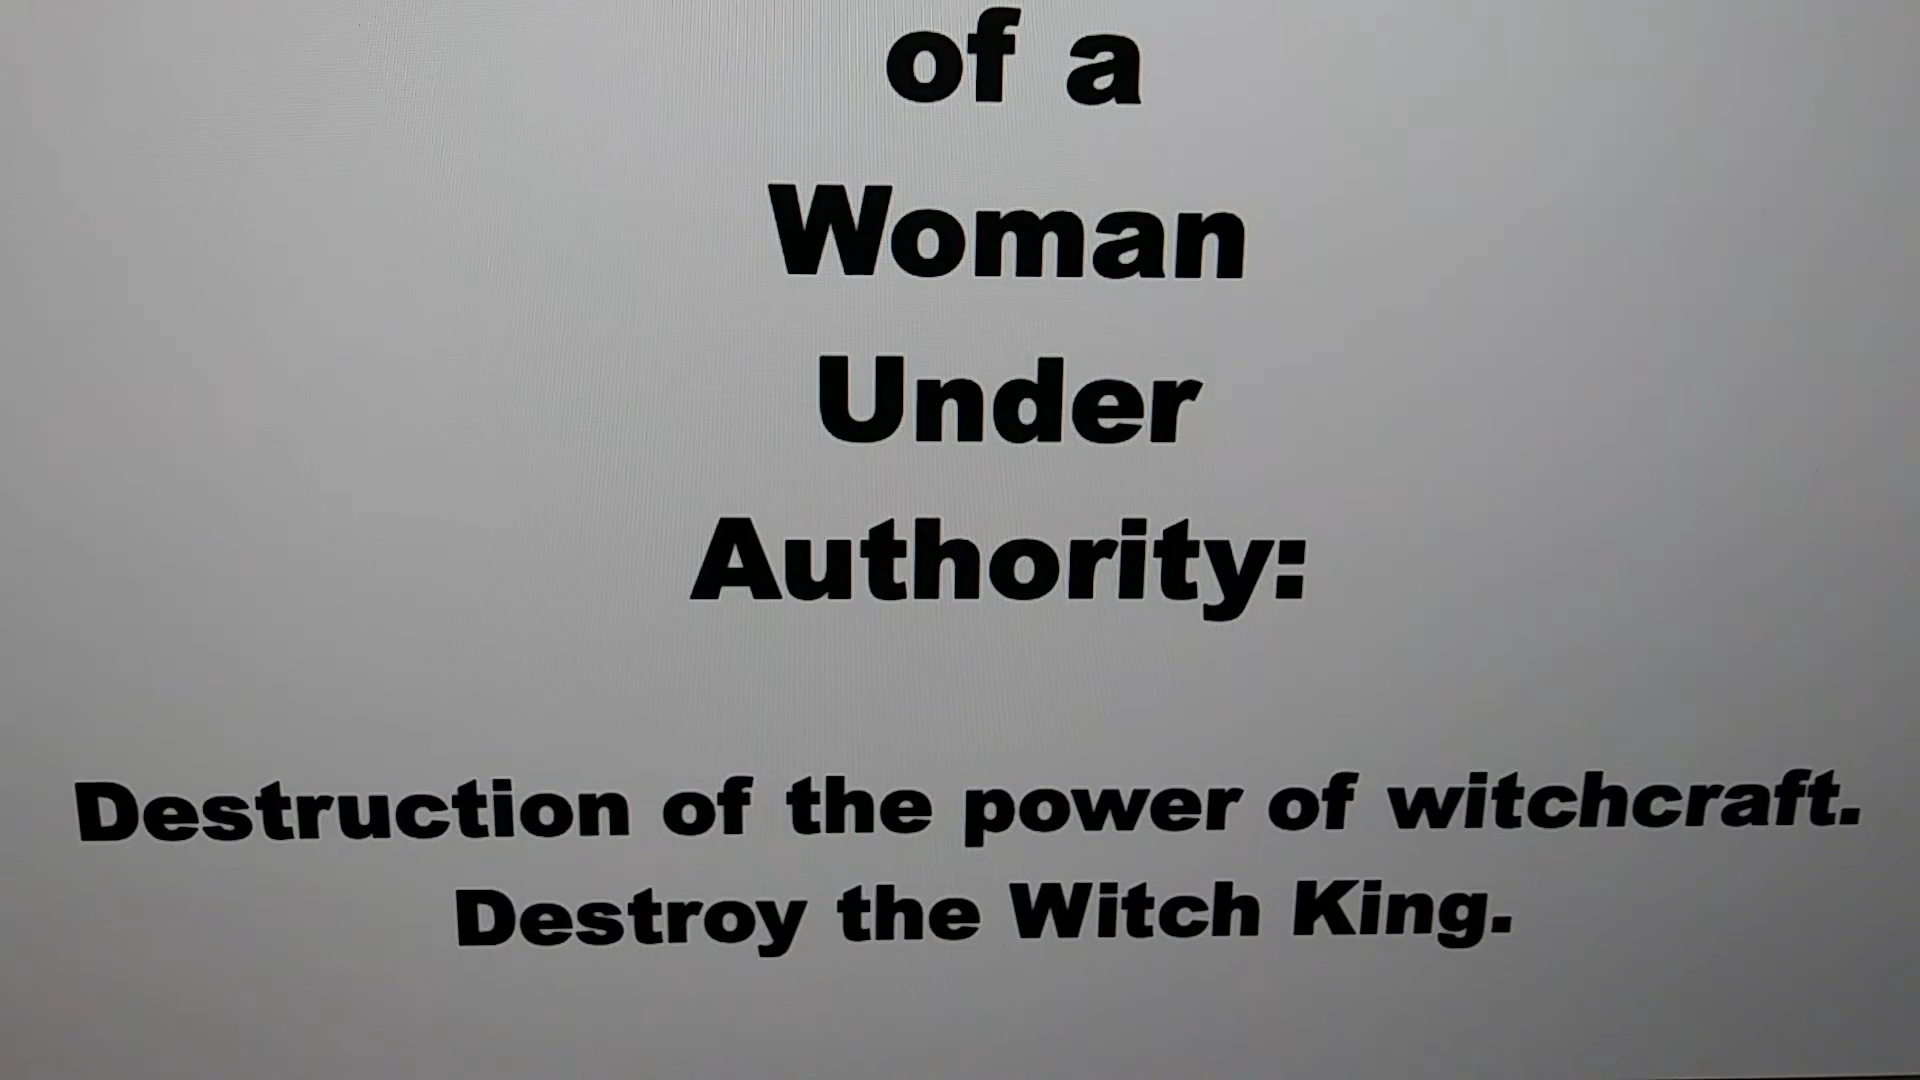 of a
Woman
Under
Authority:
Destruction of the power of witchcraft.
Destroy the Witch King.